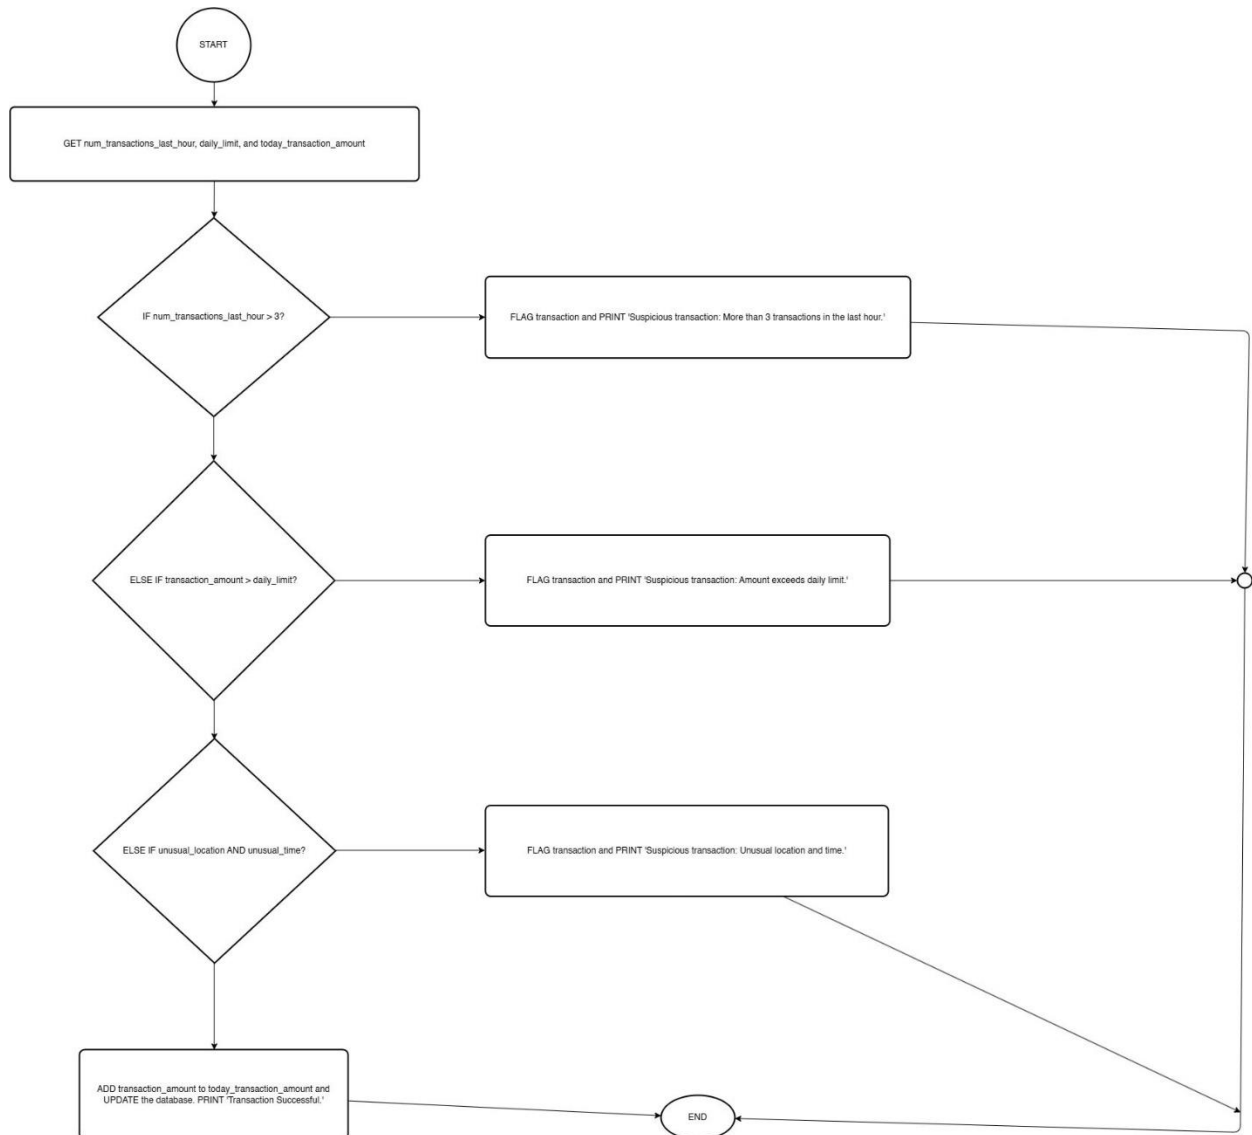 START
GET num_transactions_last_hour, daily_limit, and today_transaction_amount
IF num_transactions_last_hour > 3?
FLAG transaction and PRINT 'Suspicious transaction: More than 3 transactions in the last hour.'
ELSE IF transaction_amount > daily_limit?
FLAG transaction and PRINT 'Suspicious transaction: Amount exceeds daily limit.'
ELSE IF unusual_location AND unusual_time?
FLAG transaction and PRINT 'Suspicious transaction: Unusual location and time.'
ADD transaction_amount to today_transaction_amount and
UPDATE the database. PRINT 'Transaction Successful.'
END